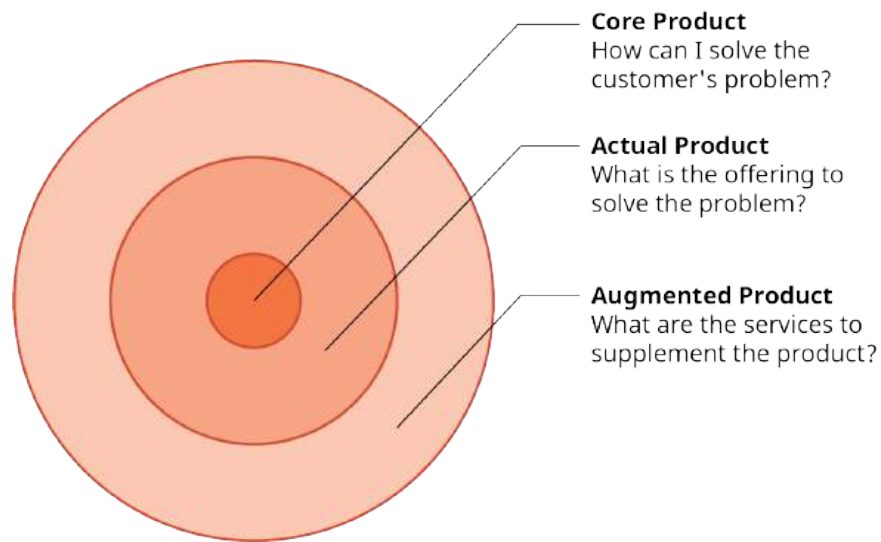 Core Product
How can I solve the
customer's problem?
Actual Product
What is the offering to
solve the problem?
Augmented Product
What are the services to
supplement the product?